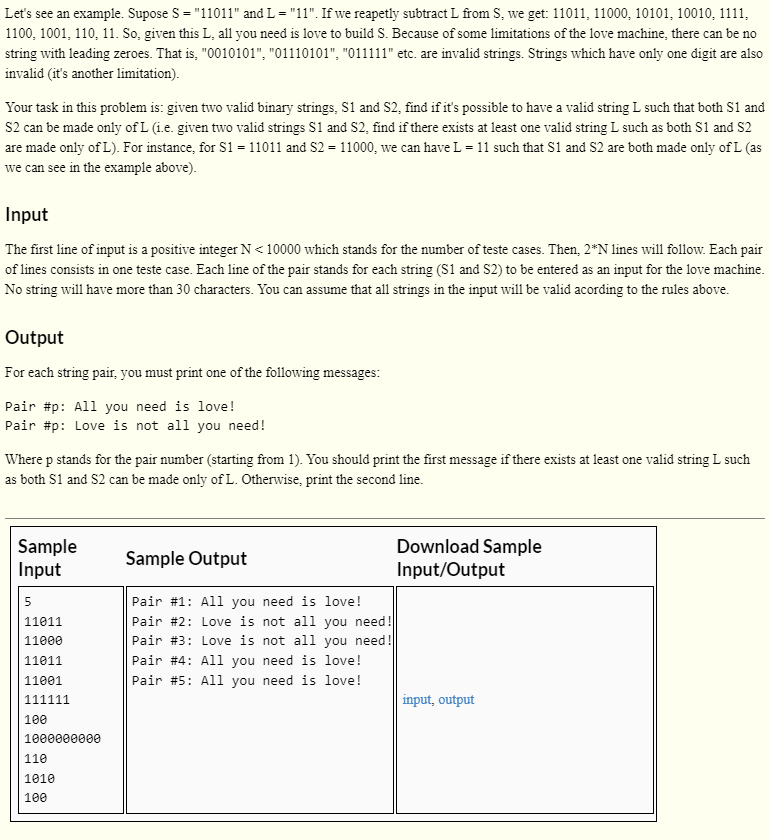 Let's see an example. Supose S = "11011" and L = "11". If we reapetly subtract L from S, we get: 11011, 11000, 10101, 10010, 1111,
1100, 1001, 110, 11. So, given this L, all you need is love to build S. Because of some limitations of the love machine, there can be no
string with leading zeroes. That is, "0010101", "01110101", "011111" etc. are invalid strings. Strings which have only one digit are also
invalid (it's another limitation).
Your task in this problem is: given two valid binary strings, S1 and S2, find if it's possible to have a valid string L such that both S1 and
S2 can be made only of L (i.e. given two valid strings S1 and S2, find if there exists at least one valid string L such as both S1 and S2
are made only of L). For instance, for S1 = 11011 and S2 = 11000, we can have L = 11 such that S1 and S2 are both made only of L (as
we can see in the example above).
Input
The first line of input is a positive integer N < 10000 which stands for the number of teste cases. Then, 2*N lines will follow. Each pair
of lines consists in one teste case. Each line of the pair stands for each string (S1 and S2) to be entered as an input for the love machine.
No string will have more than 30 characters. You can assume that all strings in the input will be valid acording to the rules above.
Output
For each string pair, you must print one of the following messages:
Pair #p: All you need is love!
Pair #p: Love is not all you need!
Where p stands for the pair number (starting from 1). You should print the first message if there exists at least one valid string L such
as both S1 and S2 can be made only of L. Otherwise, print the second line.
Sample
Input
Sample Output
Download Sample
Input/Output
5
11011
11000
11011
11001
111111
100
1000000000
110
1010
100
Pair #1: All you need is love!
Pair #2: Love is not all you need!
Pair #3: Love is not all you need!
Pair #4: All you need is love!
Pair #5: All you need is love!
input, output